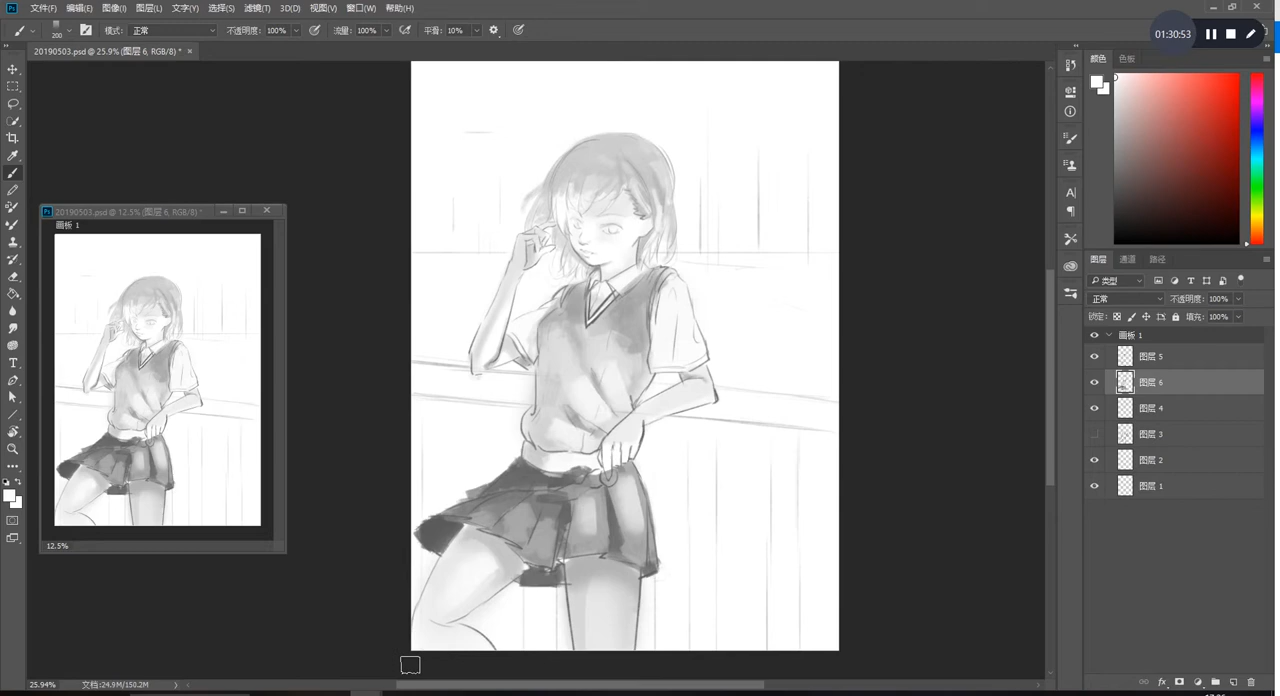 Ps 文件(F) 编辑(E) 图像(I) 图层(L) 文字(Y) 选择(S) 滤镜(T) 3D(D) 视图(V) 窗口(W) 帮助(H)
200 模式: 正常 不透明度: 100% 流量: 100% 平滑: 10%
01:30:53
20190503.psd @ 25.9% (图层 6, RGB/8) * ×
颜色 色板
Ps 20190503.psd @ 12.5% (图层 6, RGB/8) *
画板 1
12.5%
图层 通道 路径
类型
正常 不透明度: 100%
锁定: 填充: 100%
画板 1
图层 5
图层 6
图层 4
图层 3
图层 2
图层 1
fx
25.94% 文档:24.9M/150.2M